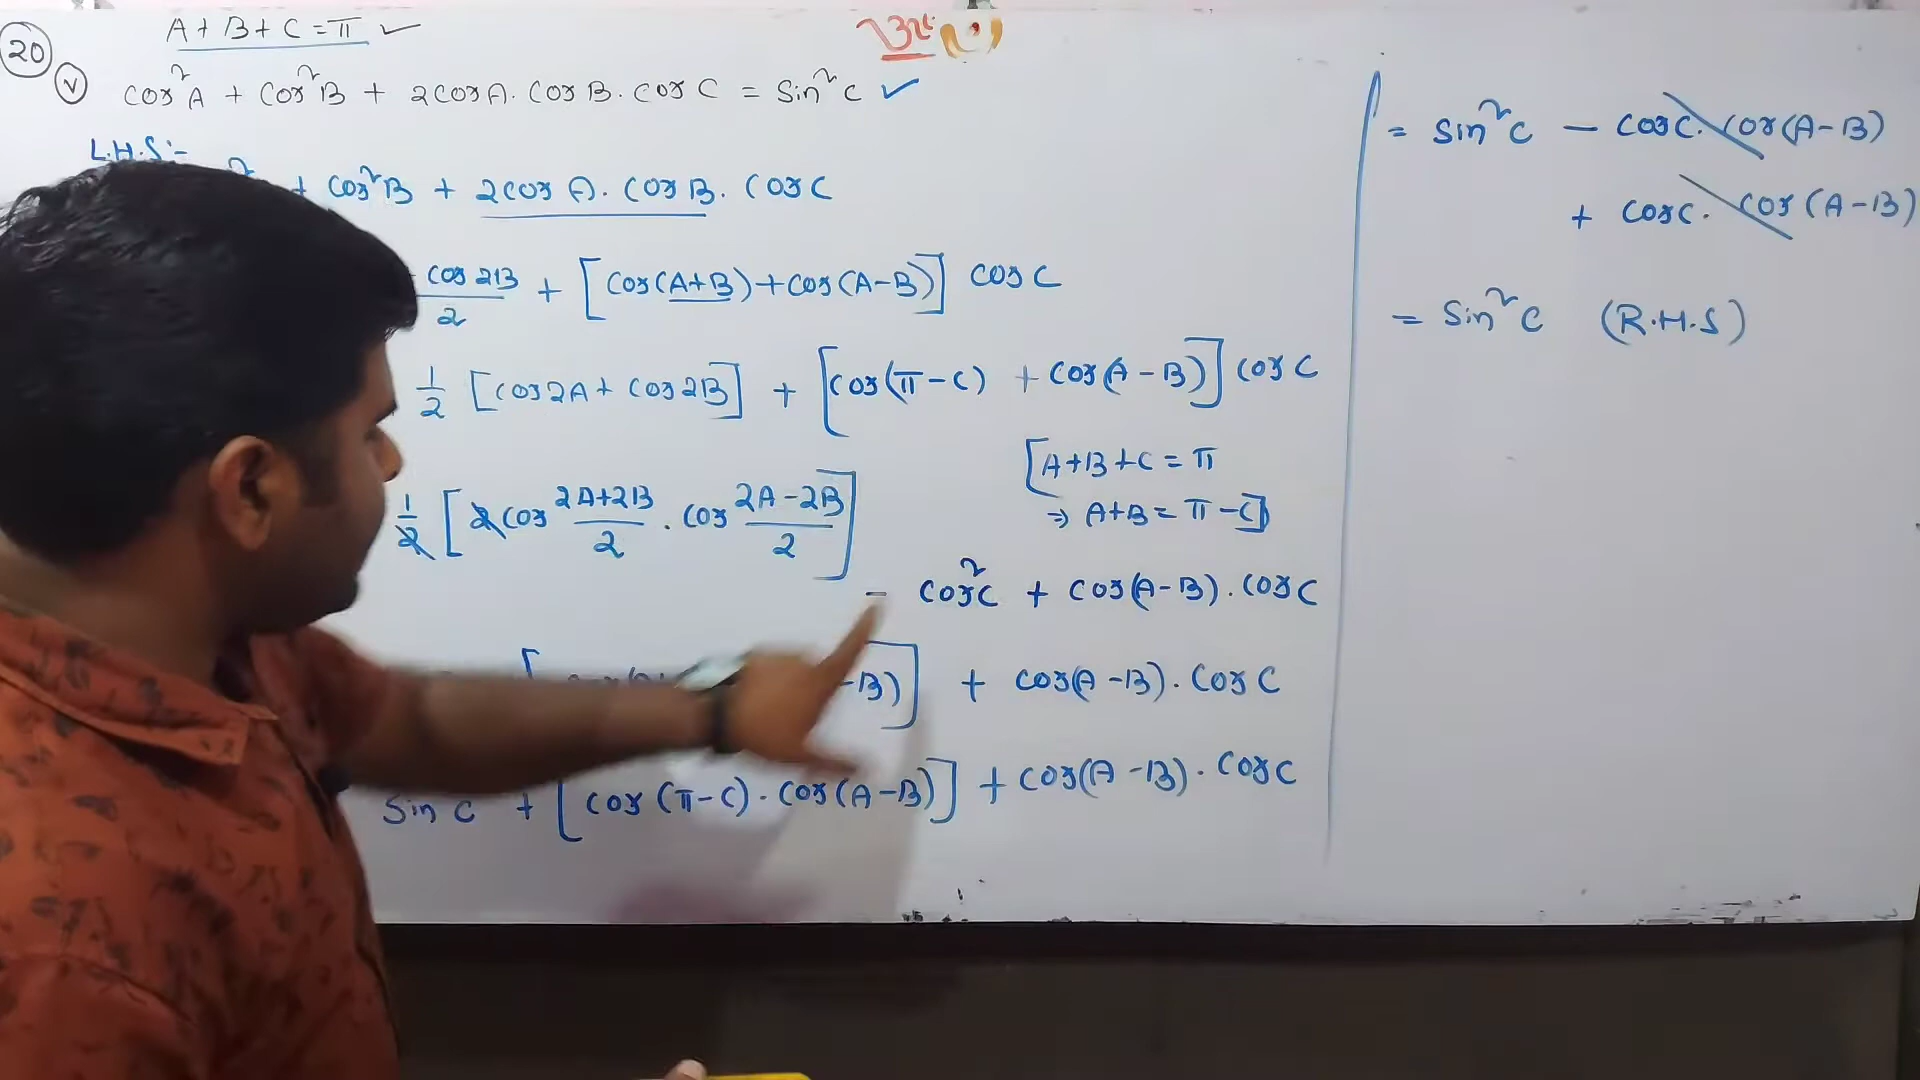 20
A + B + C = π ✓
v
cos²A + cos²B + 2cosA. cosB. cosC = Sin²C ✓
L.H.S:-
+ cos²B + 2cosA. cosB. cosC
cos2B/2 + [cos(A+B)+cos(A-B)] cosC
1/2 [cos2A + cos2B] + [cos(π-C) + cos(A-B)] cosC
[A+B+C = π
⇒ A+B = π-C]
1/2 [2cos (2A+2B)/2 . cos (2A-2B)/2]
- cos²C + cos(A-B). cosC
-B)] + cos(A-B). cosC
Sin C + [cos(π-C). cos(A-B)] + cos(A-B). cosC
= Sin²C - cosC. cos(A-B)
+ cosC. cos(A-B)
= Sin²C (R.H.S)